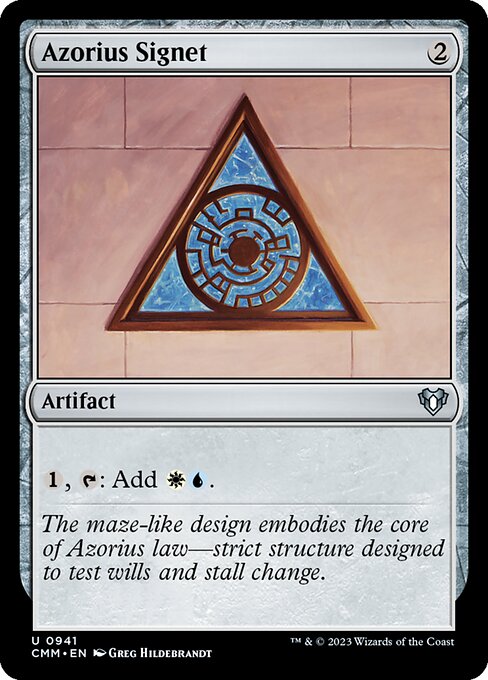 Azorius Signet 2
Artifact
1, : Add .
The maze-like design embodies the core
of Azorius law—strict structure designed
to test wills and stall change.
U 0941
CMM • EN Greg Hildebrandt
™ & © 2023 Wizards of the Coast